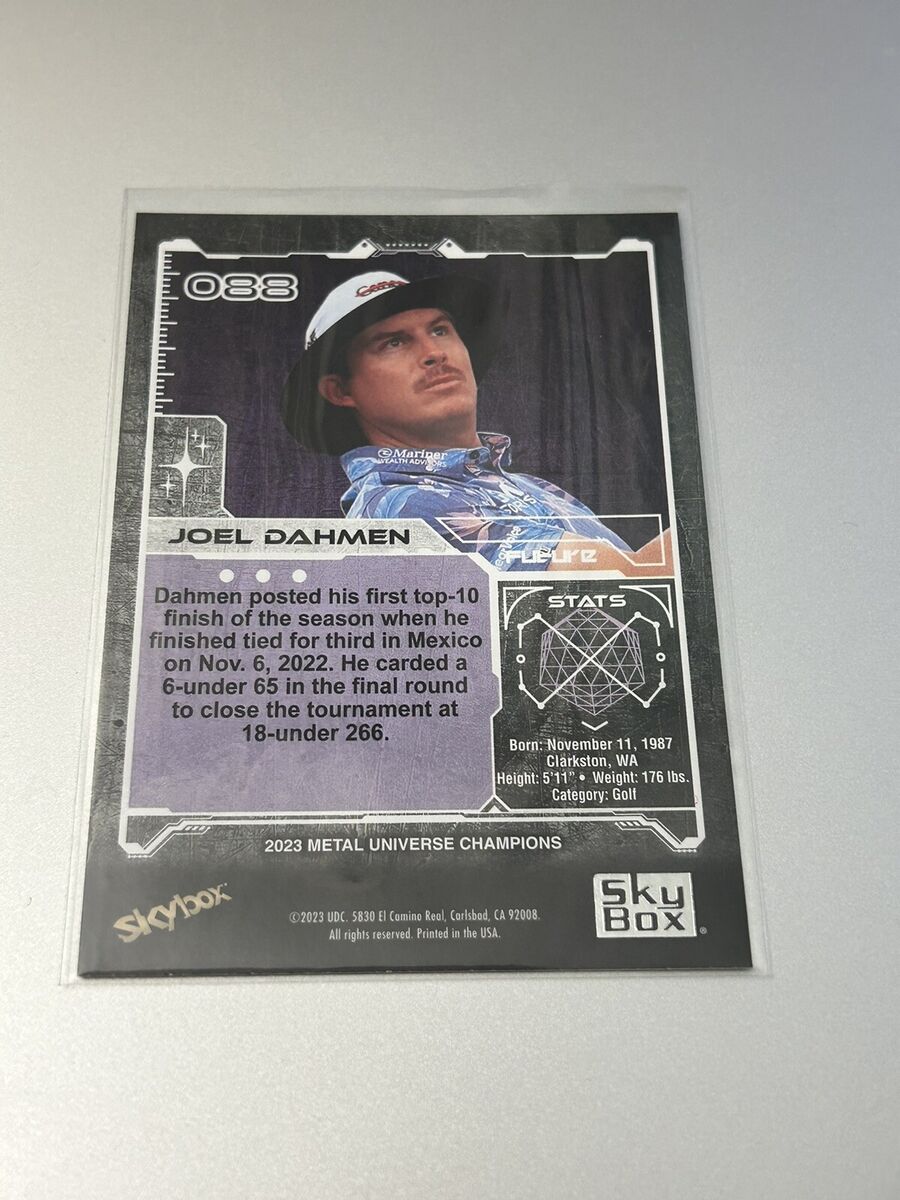 088
Mariner
WEALTH ADVISORS
JOEL DAHMEN
Future
Dahmen posted his first top-10
finish of the season when he
finished tied for third in Mexico
on Nov. 6, 2022. He carded a
6-under 65 in the final round
to close the tournament at
18-under 266.
STATS
Born: November 11, 1987
Clarkston, WA
Height: 5'11" • Weight: 176 lbs.
Category: Golf
2023 METAL UNIVERSE CHAMPIONS
skybox™
©2023 UDC. 5830 El Camino Real, Carlsbad, CA 92008.
All rights reserved. Printed in the USA.
Sky
Box®